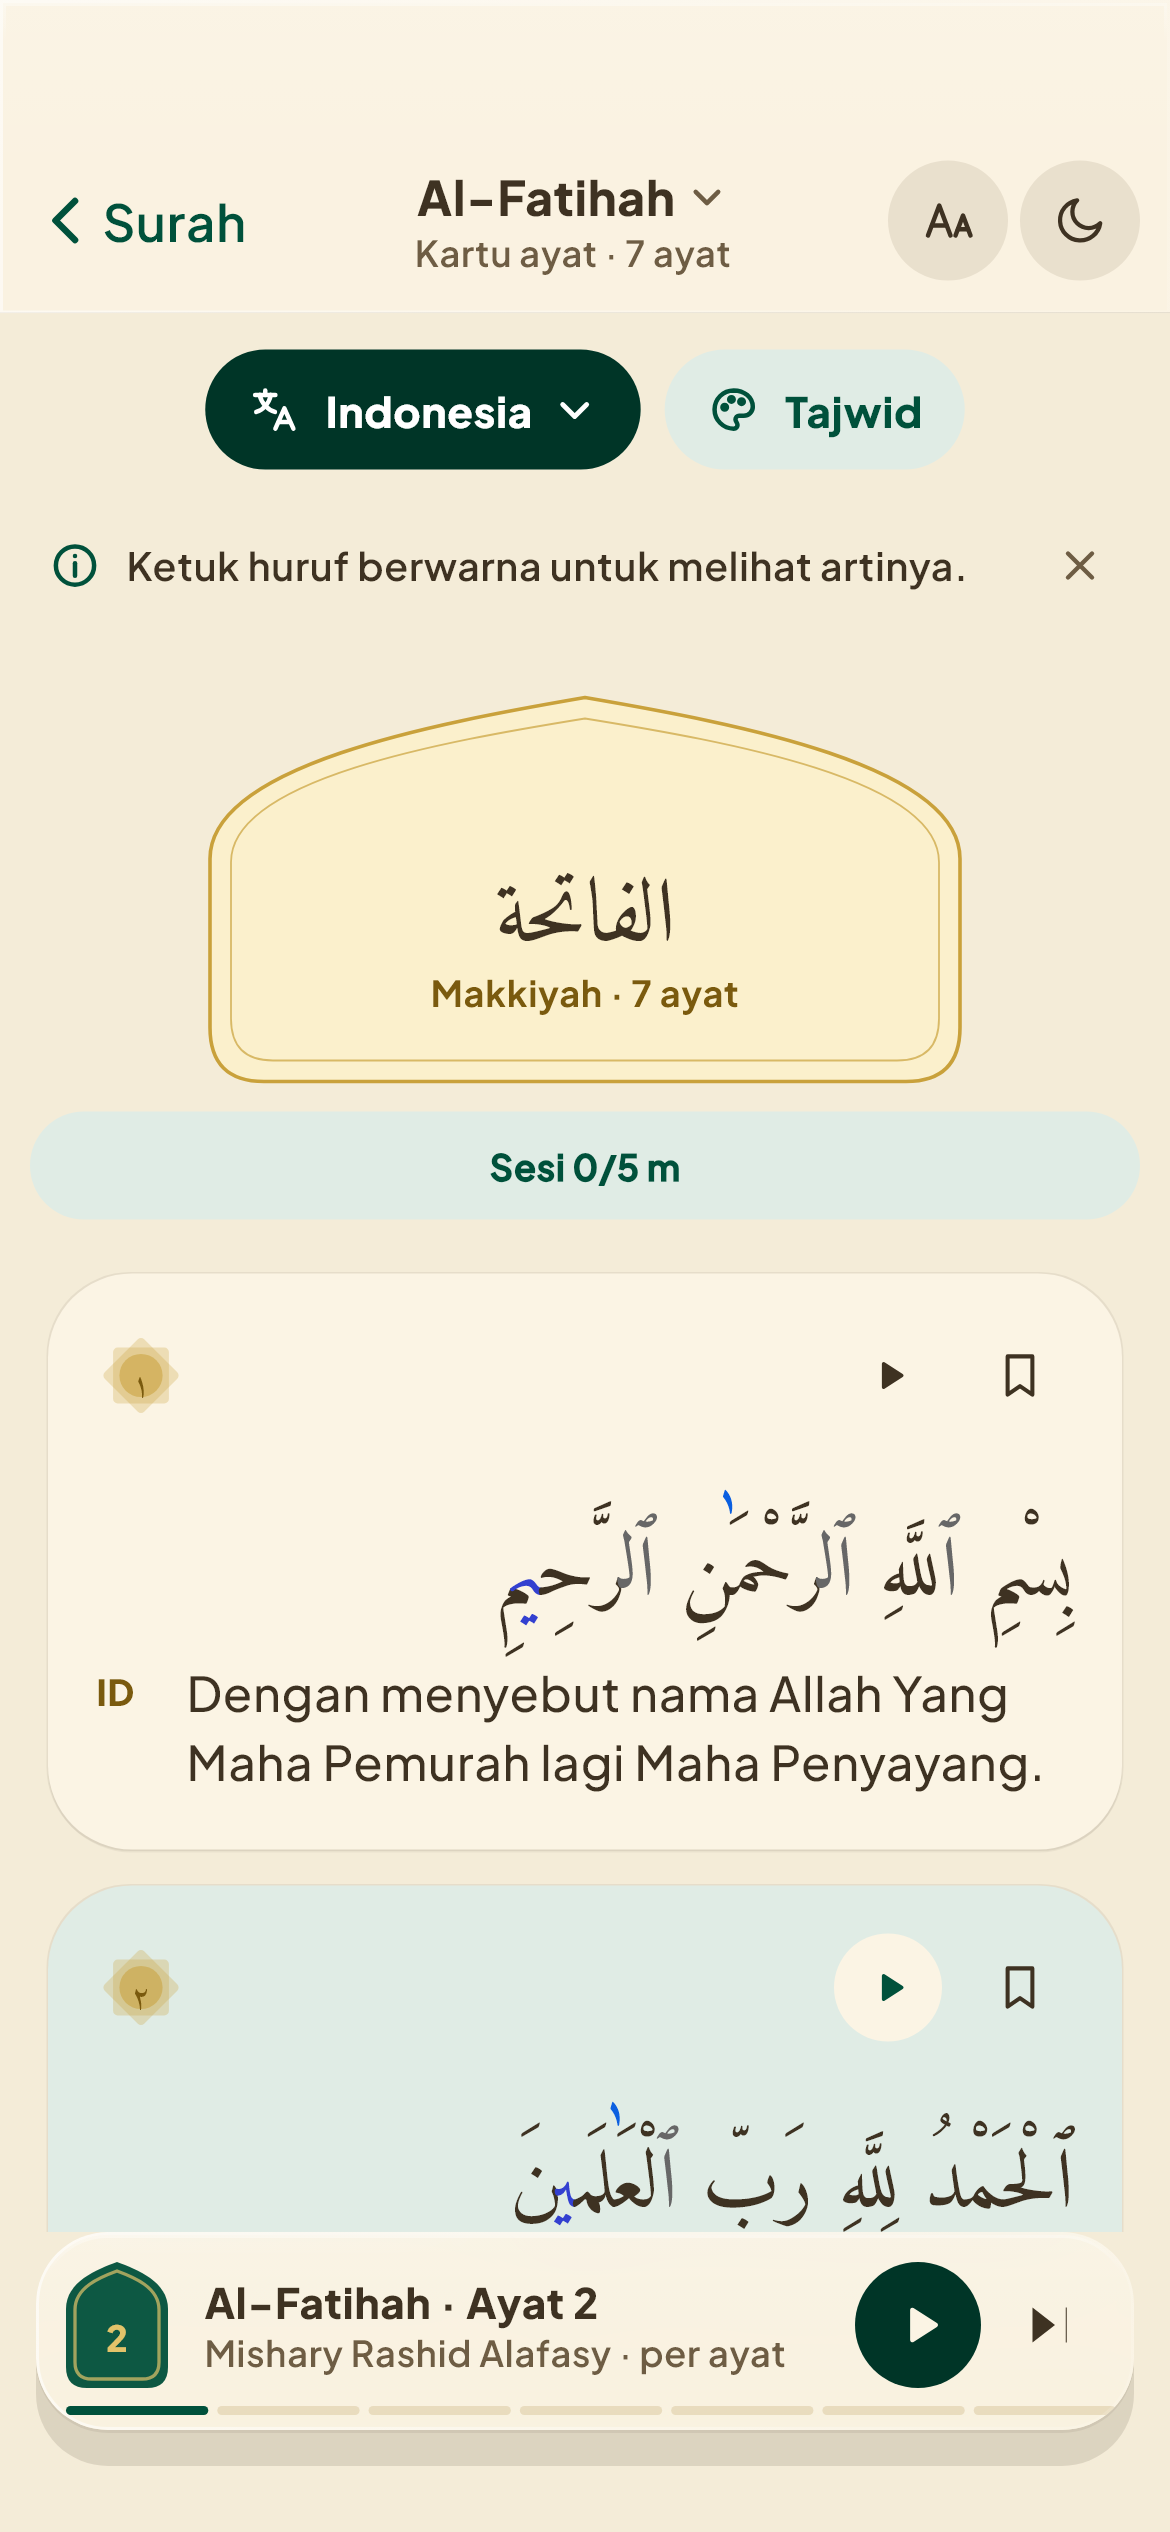 Surah
Al-Fatihah
Kartu ayat · 7 ayat
AA
Indonesia
Tajwid
Ketuk huruf berwarna untuk melihat artinya.
الفاتحة
Makkiyah · 7 ayat
Sesi 0/5 m
١
بِسْمِ ٱللَّهِ ٱلرَّحْمَٰنِ ٱلرَّحِيمِ
ID
Dengan menyebut nama Allah Yang
Maha Pemurah lagi Maha Penyayang.
٢
ٱلْحَمْدُ لِلَّهِ رَبِّ ٱلْعَٰلَمِينَ
2
Al-Fatihah · Ayat 2
Mishary Rashid Alafasy · per ayat